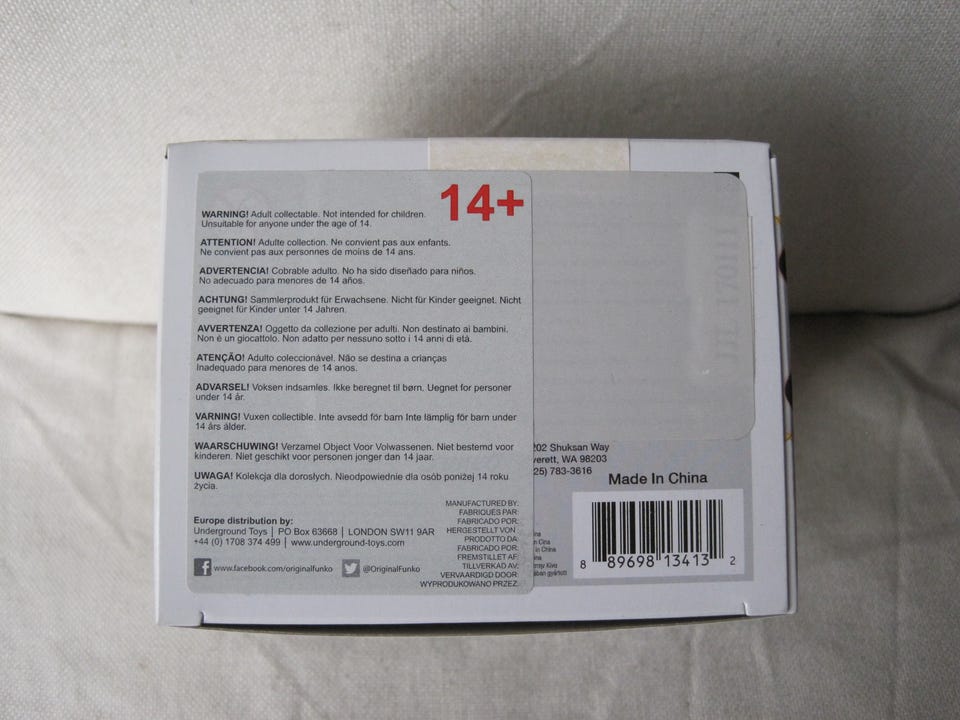 14+
WARNING! Adult collectable. Not intended for children.
Unsuitable for anyone under the age of 14.
ATTENTION! Adulte collection. Ne convient pas aux enfants.
Ne convient pas aux personnes de moins de 14 ans.
ADVERTENCIA! Cobrable adulto. No ha sido diseñado para niños.
No adecuado para menores de 14 años.
ACHTUNG! Sammlerprodukt für Erwachsene. Nicht für Kinder geeignet. Nicht
geeignet für Kinder unter 14 Jahren.
AVVERTENZA! Oggetto da collezione per adulti. Non destinato ai bambini.
Non è un giocattolo. Non adatto per nessuno sotto i 14 anni di età.
ATENÇÃO! Adulto coleccionável. Não se destina a crianças
Inadequado para menores de 14 anos.
ADVARSEL! Voksen indsamles. Ikke beregnet til børn. Uegnet for personer
under 14 år.
VARNING! Vuxen collectible. Inte avsedd för barn Inte lämplig för barn under
14 års ålder.
WAARSCHUWING! Verzamel Object Voor Volwassenen. Niet bestemd voor
kinderen. Niet geschikt voor personen jonger dan 14 jaar.
UWAGA! Kolekcja dla dorosłych. Nieodpowiednie dla osób poniżej 14 roku
życia.
Europe distribution by:
Underground Toys | PO Box 63668 | LONDON SW11 9AR
+44 (0) 1708 374 499 | www.underground-toys.com
www.facebook.com/originalFunko @OriginalFunko
MANUFACTURED BY:
FABRIQUES PAR:
FABRICADO POR:
HERGESTELLT VON:
PRODOTTO DA:
FABRICADO POR:
FREMSTILLET AF:
TILLVERKAD AV:
VERVAARDIGD DOOR:
WYPRODUKOWANO PRZEZ:
202 Shuksan Way
verett, WA 98203
25) 783-3616
Made In China
8 89698 13413 2